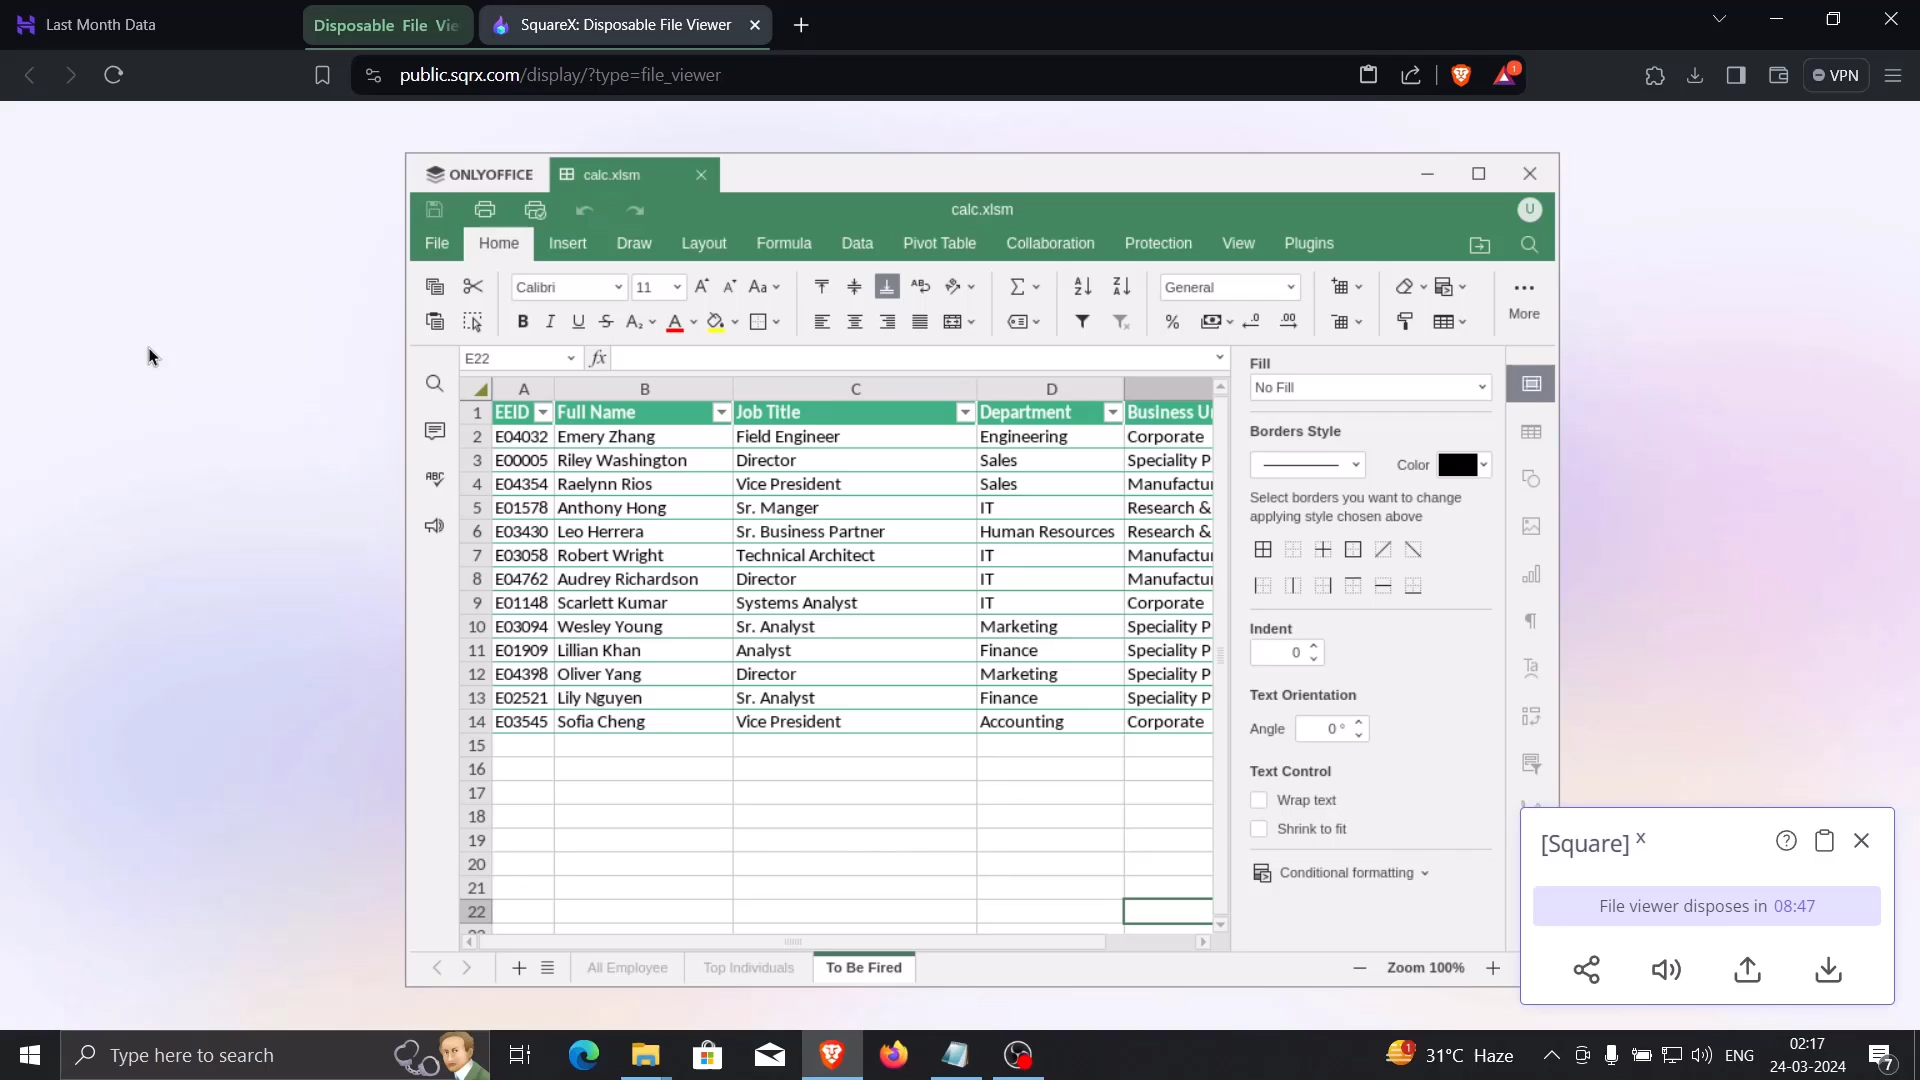 Last Month Data
Disposable File Vie
SquareX: Disposable File Viewer
public.sqrx.com/display/?type=file_viewer
1
VPN
ONLYOFFICE
calc.xlsm
calc.xlsm
U
File Home Insert Draw Layout Formula Data Pivot Table Collaboration Protection View Plugins
Calibri 11 General
More
E22
Fill
No Fill
A B C D
1 EEID Full Name Job Title Department Business U
2 E04032 Emery Zhang Field Engineer Engineering Corporate
3 E00005 Riley Washington Director Sales Speciality P
4 E04354 Raelynn Rios Vice President Sales Manufactu
5 E01578 Anthony Hong Sr. Manger IT Research &
6 E03430 Leo Herrera Sr. Business Partner Human Resources Research &
7 E03058 Robert Wright Technical Architect IT Manufactu
8 E04762 Audrey Richardson Director IT Manufactu
9 E01148 Scarlett Kumar Systems Analyst IT Corporate
10 E03094 Wesley Young Sr. Analyst Marketing Speciality P
11 E01909 Lillian Khan Analyst Finance Speciality P
12 E04398 Oliver Yang Director Marketing Speciality P
13 E02521 Lily Nguyen Sr. Analyst Finance Speciality P
14 E03545 Sofia Cheng Vice President Accounting Corporate
15
16
17
18
19
20
21
22
Borders Style
Color
Select borders you want to change
applying style chosen above
Indent
0
Text Orientation
Angle 0 °
Text Control
Wrap text
Shrink to fit
Conditional formatting
All Employee Top Individuals To Be Fired
Zoom 100%
[Square] x
File viewer disposes in 08:47
Type here to search
1
31°C Haze
ENG
02:17
24-03-2024
7